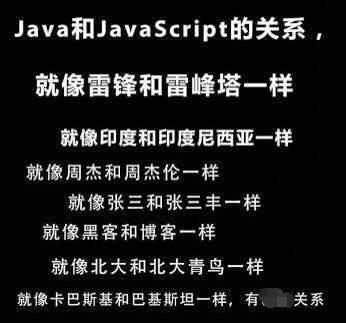 Java和JavaScript的关系，
就像雷锋和雷峰塔一样
就像印度和印度尼西亚一样
就像周杰和周杰伦一样
就像张三和张三丰一样
就像黑客和博客一样
就像北大和北大青鸟一样
就像卡巴斯基和巴基斯坦一样，有关系